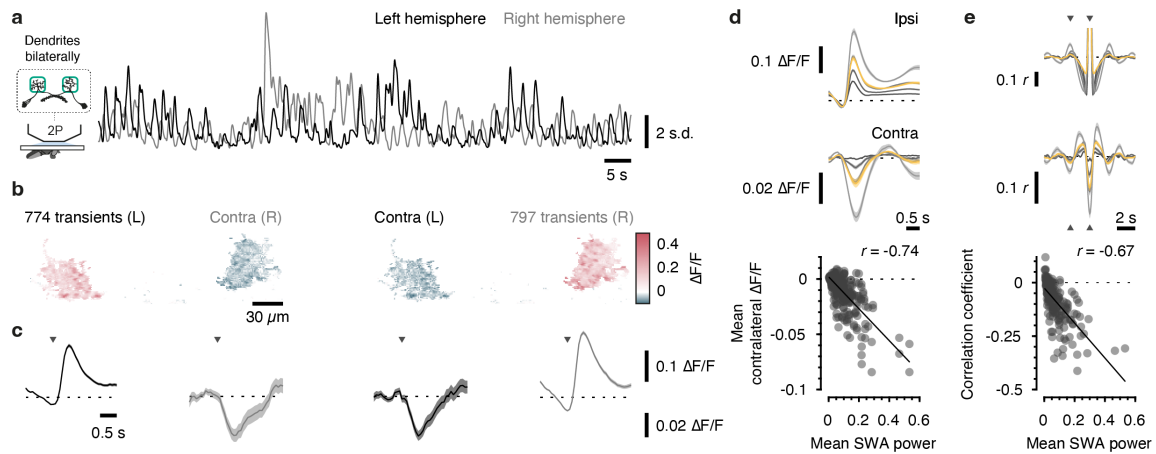 a
Left hemisphere
Right hemisphere
Dendrites
bilaterally
2P
2 s.d.
5 s
b
774 transients (L)
Contra (R)
Contra (L)
797 transients (R)
0.4
0.2
0
ΔF/F
30 µm
c
0.1 ΔF/F
0.02 ΔF/F
0.5 s
d
Ipsi
0.1 ΔF/F
Contra
0.02 ΔF/F
0.5 s
r = -0.74
0
-0.05
-0.1
Mean
contralateral ΔF/F
0
0.2
0.4
0.6
Mean SWA power
e
0.1 r
0.1 r
2 s
r = -0.67
0
-0.25
-0.5
Correlation coefficient
0
0.2
0.4
0.6
Mean SWA power